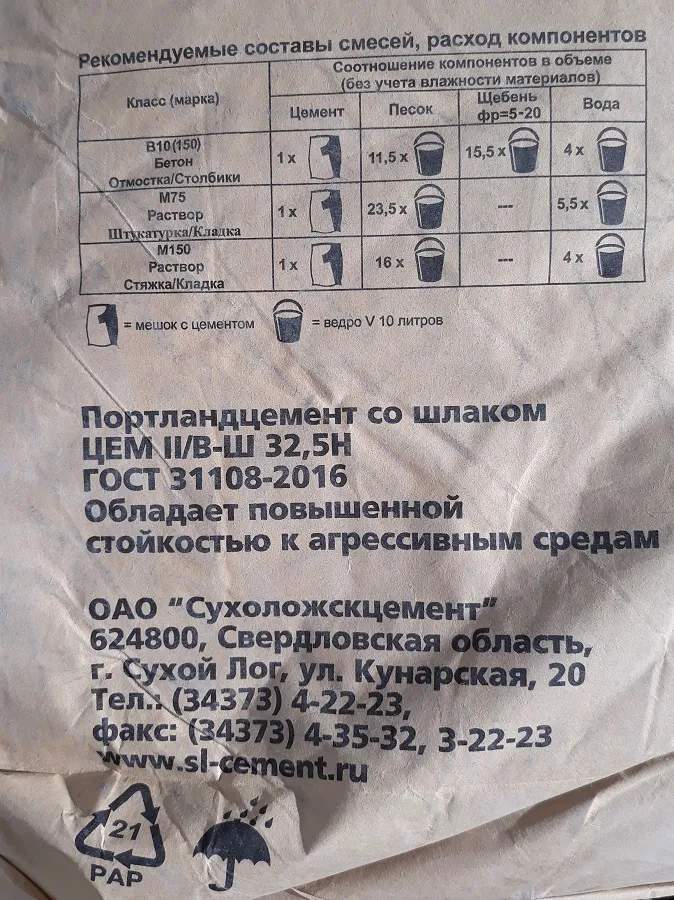 Рекомендуемые составы смесей, расход компонентов
Класс (марка)
Соотношение компонентов в объеме
(без учета влажности материалов)
Цемент
Песок
Щебень
фр=5-20
Вода
В10(150)
Бетон
Отмостка/Столбики
1 х
11,5 х
15,5 х
4 х
М75
Раствор
Штукатурка/Кладка
1 х
23,5 х
---
5,5 х
М150
Раствор
Стяжка/Кладка
1 х
16 х
---
4 х
= мешок с цементом
= ведро V 10 литров
Портландцемент со шлаком
ЦЕМ II/В-Ш 32,5Н
ГОСТ 31108-2016
Обладает повышенной
стойкостью к агрессивным средам
ОАО "Сухоложскцемент"
624800, Свердловская область,
г. Сухой Лог, ул. Кунарская, 20
Тел.: (34373) 4-22-23,
факс: (34373) 4-35-32, 3-22-23
www.sl-cement.ru
21
PAP